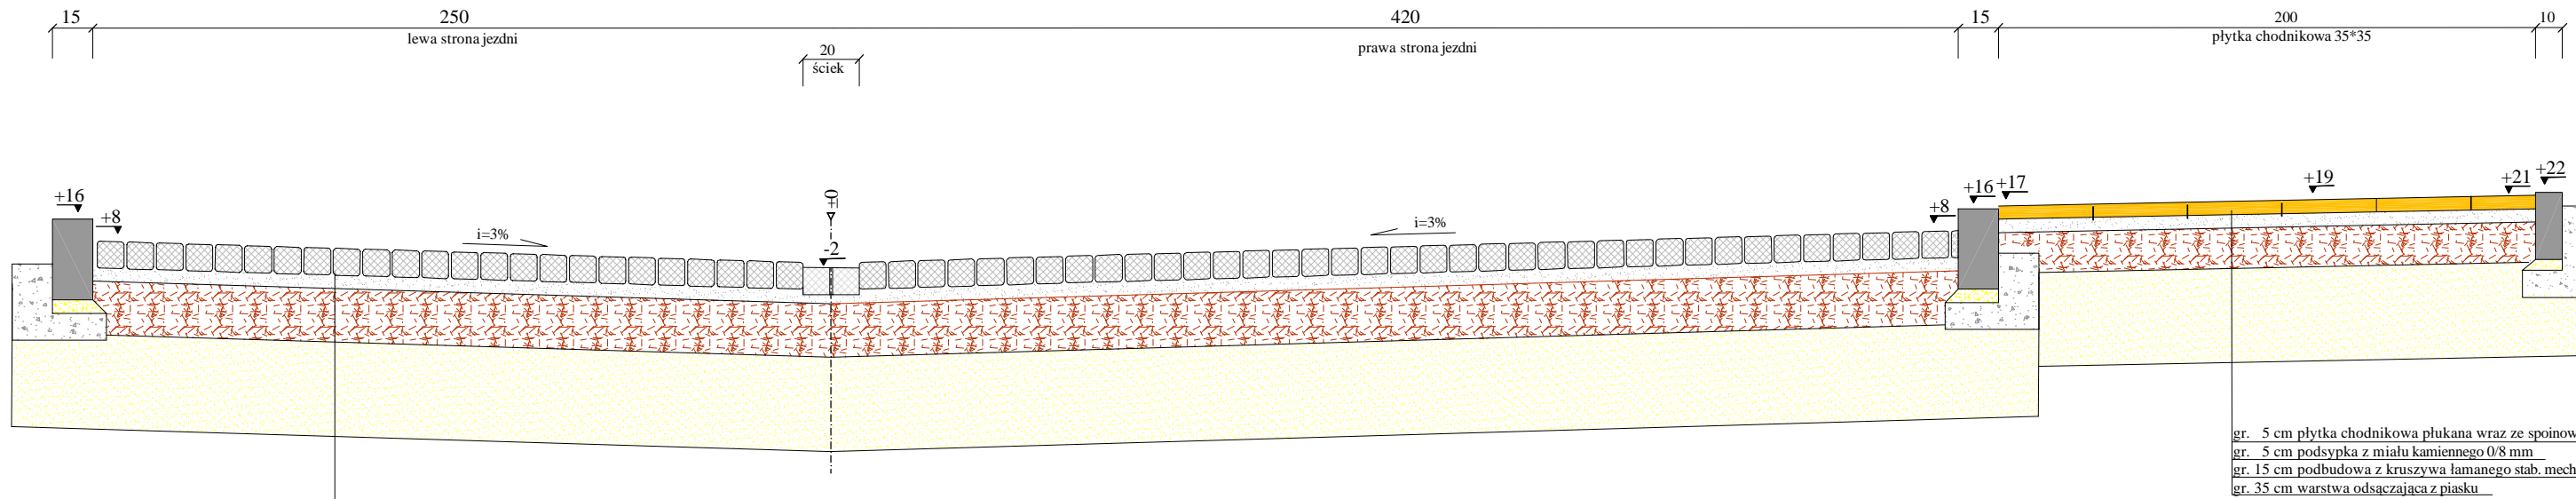 15 250 420 15 200 10
lewa strona jezdni
prawa strona jezdni
płytka chodnikowa 35*35
20
ściek
+16
+8
i=3%
±0
-2
i=3%
+8
+16
+17
+19
+21
+22
gr. 5 cm płytka chodnikowa płukana wraz ze spoinow
gr. 5 cm podsypka z miału kamiennego 0/8 mm
gr. 15 cm podbudowa z kruszywa łamanego stab. mech
gr. 35 cm warstwa odsączająca z piasku